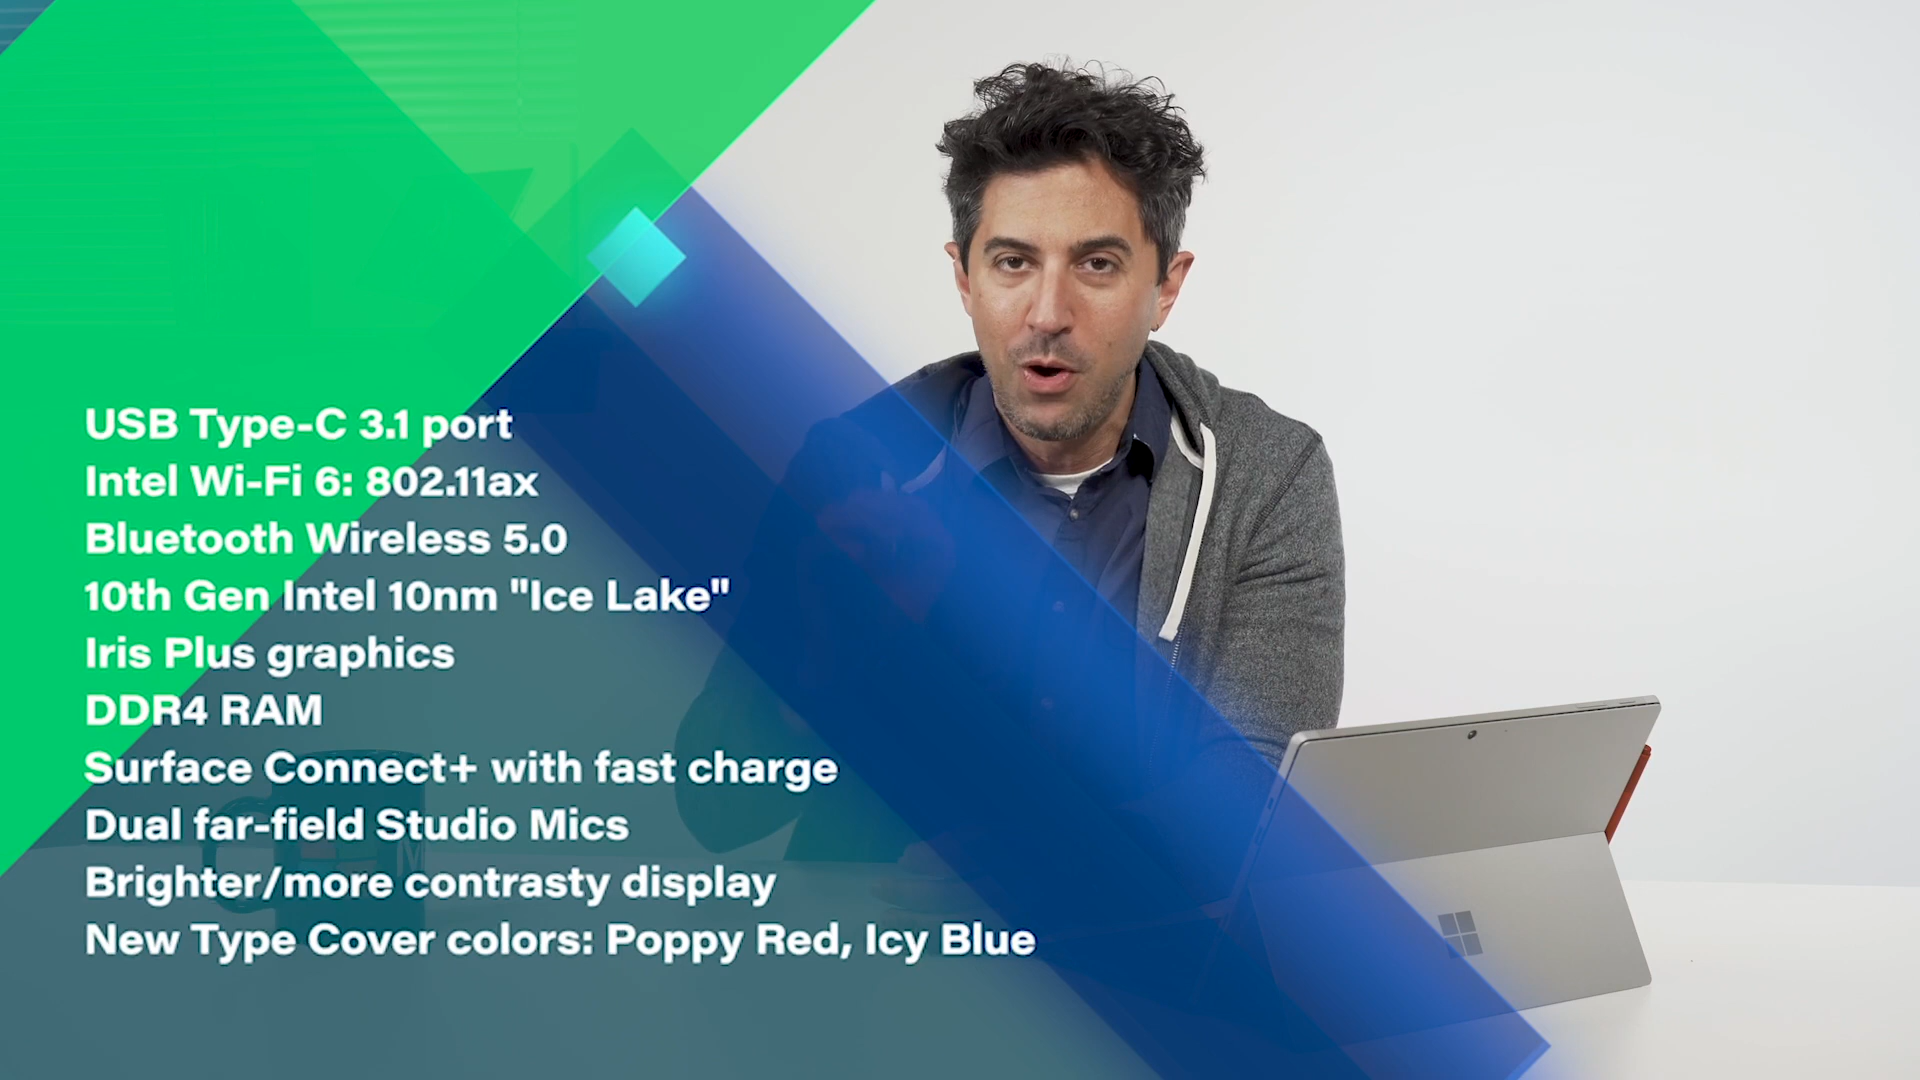 USB Type-C 3.1 port
Intel Wi-Fi 6: 802.11ax
Bluetooth Wireless 5.0
10th Gen Intel 10nm "Ice Lake"
Iris Plus graphics
DDR4 RAM
Surface Connect+ with fast charge
Dual far-field Studio Mics
Brighter/more contrasty display
New Type Cover colors: Poppy Red, Icy Blue